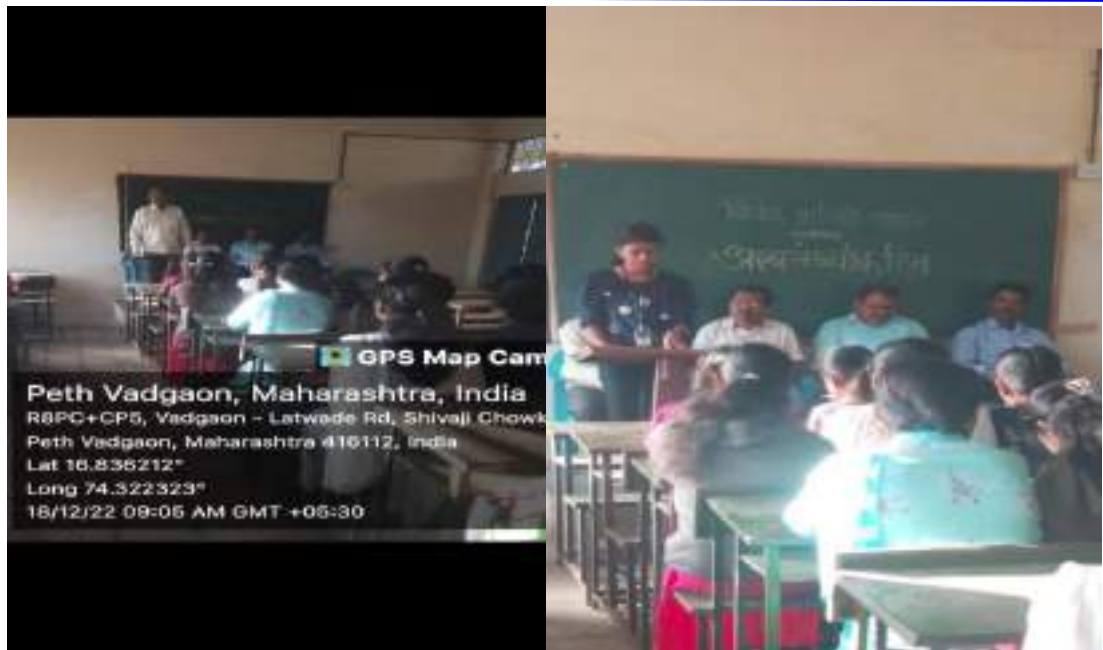 GPS Map Cam
Peth Vadgaon, Maharashtra, India
R8PC+CP5, Vadgaon - Latwade Rd, Shivaji Chowk
Peth Vadgaon, Maharashtra 416112, India
Lat 16.836212°
Long 74.322323°
18/12/22 09:05 AM GMT +05:30